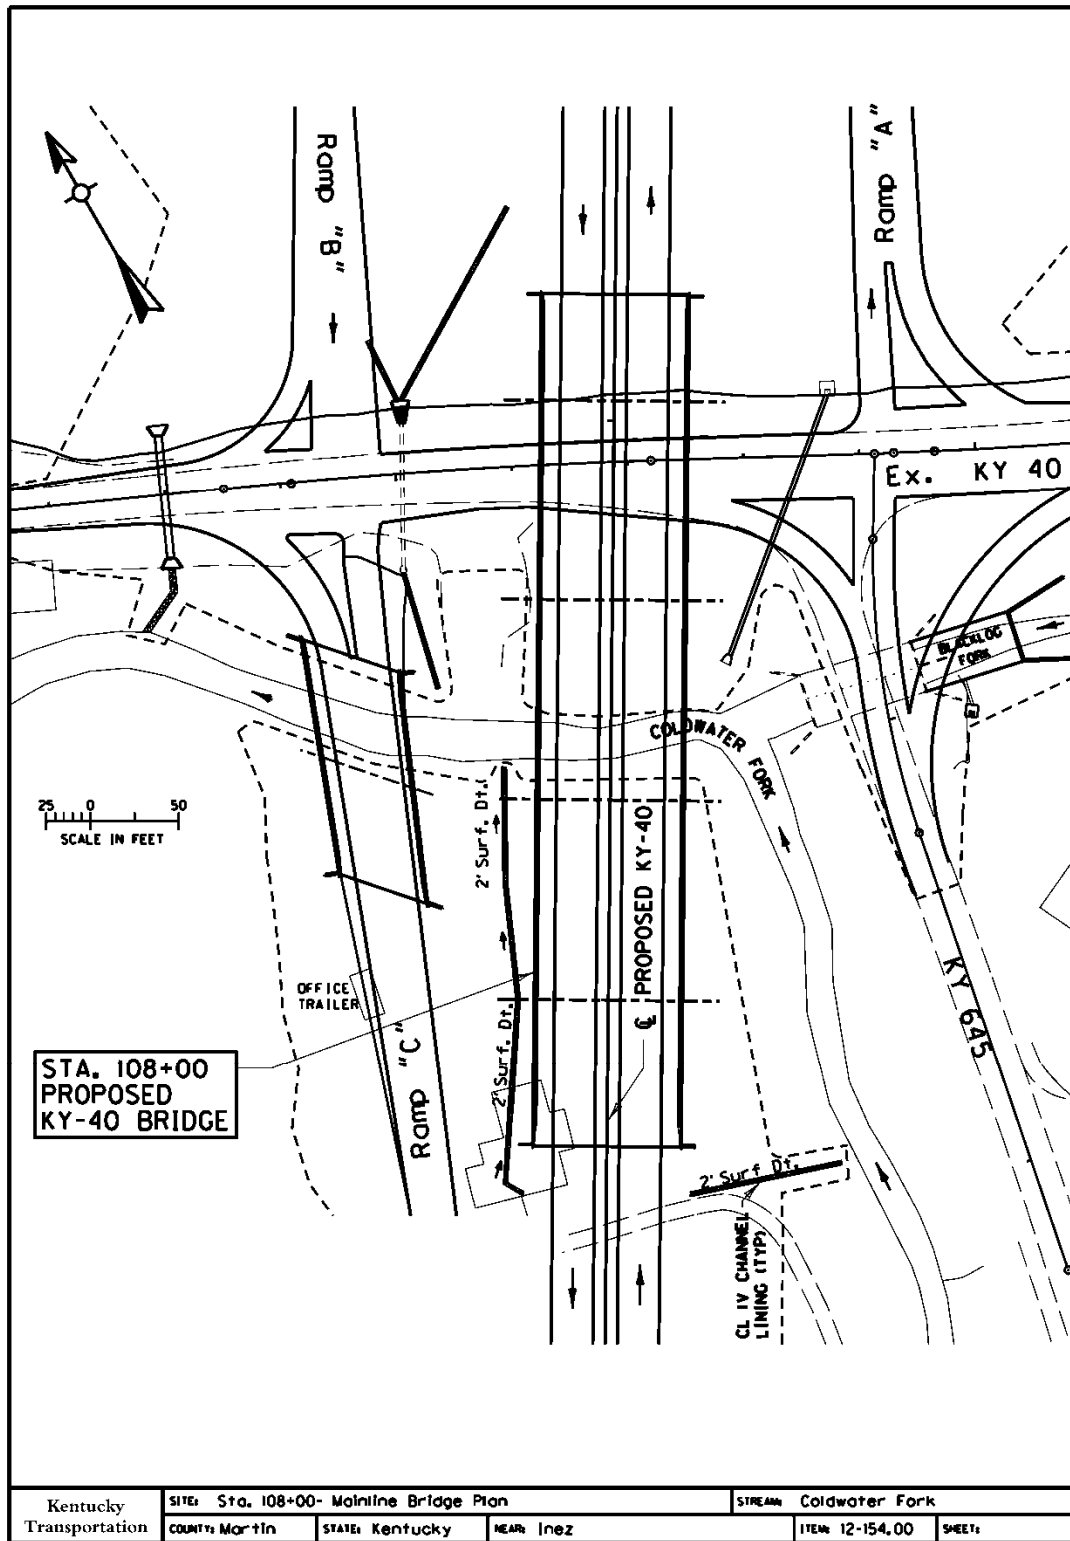 Ramp "B"
Ramp "A"
Ex. KY 40
BLACKLOG
FORK
COLDWATER FORK
25 0 50
SCALE IN FEET
2' Surf. Dt.
℄ PROPOSED KY-40
OFFICE
TRAILER
KY 645
2' Surf. Dt.
Ramp "C"
STA. 108+00
PROPOSED
KY-40 BRIDGE
2' Surf Dt.
CL IV CHANNEL
LINING (TYP)
Kentucky
Transportation
SITE: Sta. 108+00- Mainline Bridge Plan
STREAM: Coldwater Fork
COUNTY: Martin
STATE: Kentucky
NEAR: Inez
ITEM: 12-154.00
SHEET: